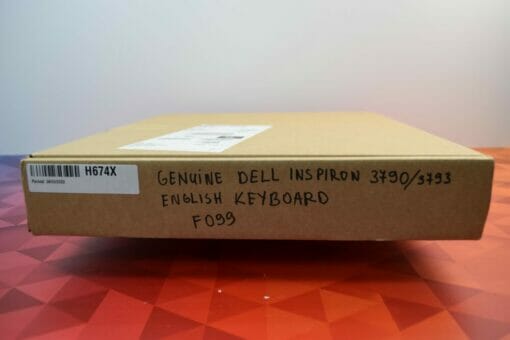 H674X
GENUINE DELL INSPIRON 3790/3793
ENGLISH KEYBOARD
F099